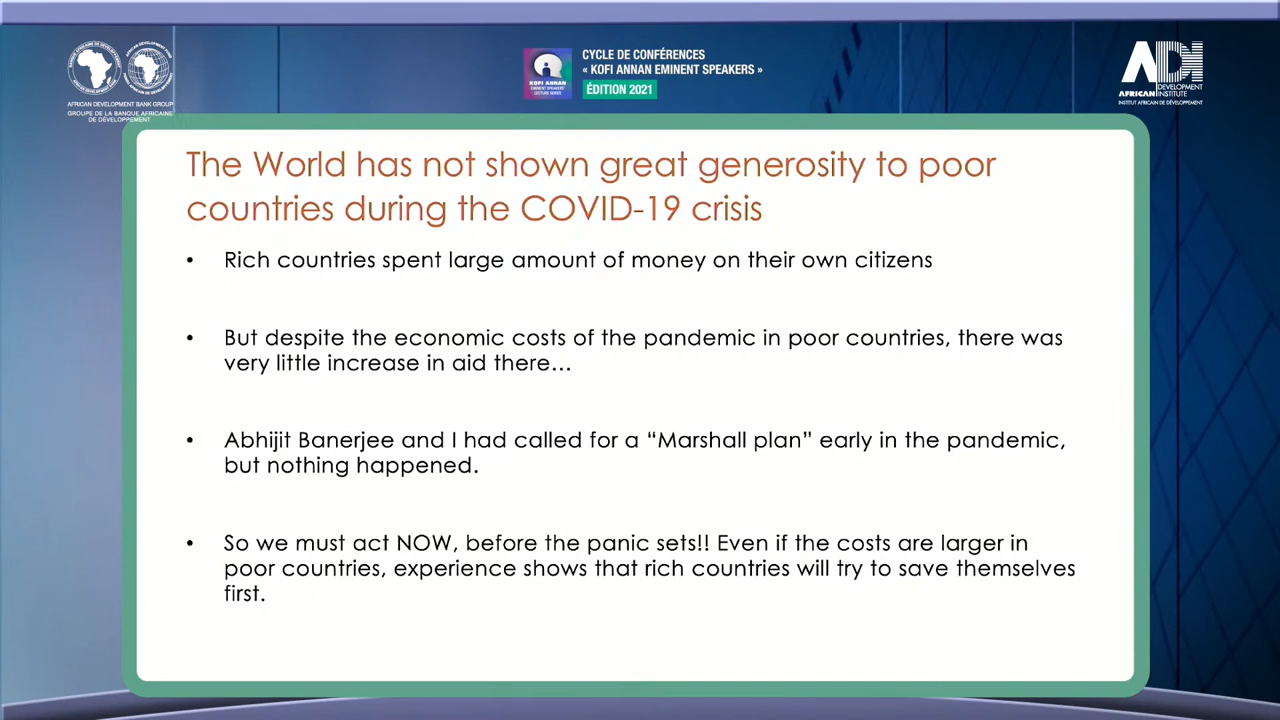 AFRICAN DEVELOPMENT BANK GROUP
GROUPE DE LA BANQUE AFRICAINE
DE DÉVELOPPEMENT
KOFI ANNAN
EMINENT SPEAKERS'
LECTURE SERIES
CYCLE DE CONFÉRENCES
« KOFI ANNAN EMINENT SPEAKERS »
ÉDITION 2021
ADI
AFRICAN DEVELOPMENT
INSTITUTE
INSTITUT AFRICAIN DE DÉVELOPPEMENT
The World has not shown great generosity to poor
countries during the COVID-19 crisis
• Rich countries spent large amount of money on their own citizens
• But despite the economic costs of the pandemic in poor countries, there was
very little increase in aid there…
• Abhijit Banerjee and I had called for a “Marshall plan” early in the pandemic,
but nothing happened.
• So we must act NOW, before the panic sets!! Even if the costs are larger in
poor countries, experience shows that rich countries will try to save themselves
first.